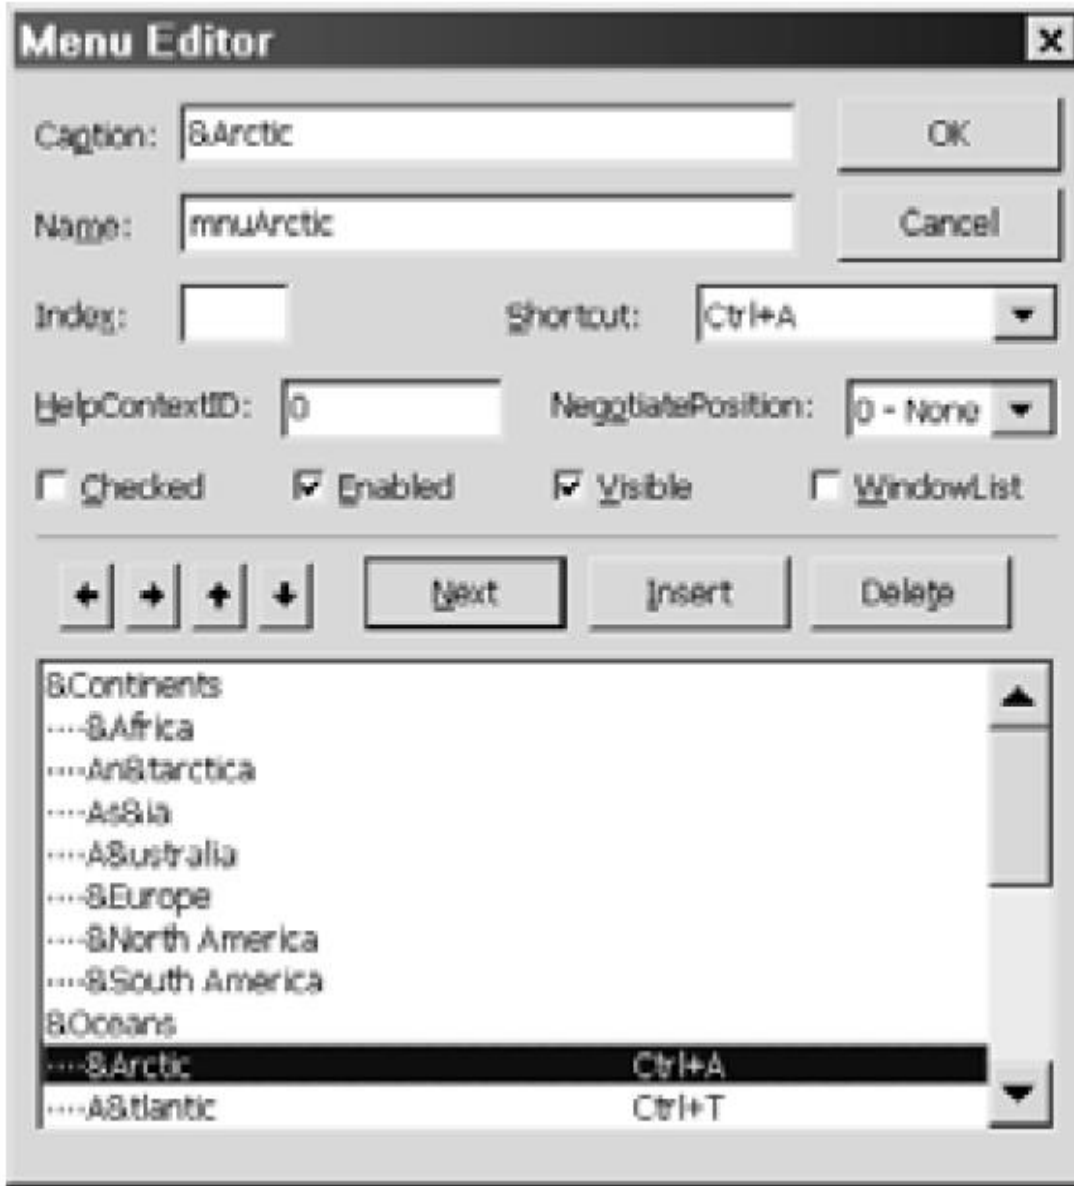 Menu Editor
Caption: &Arctic OK
Name: mnuArctic Cancel
Index: Shortcut: Ctrl+A
HelpContextID: 0 NegotiatePosition: 0 - None
Checked Enabled Visible WindowList
Next Insert Delete
&Continents
····&Africa
····An&tarctica
····As&ia
····A&ustralia
····&Europe
····&North America
····&South America
&Oceans
····&Arctic Ctrl+A
····A&tlantic Ctrl+T